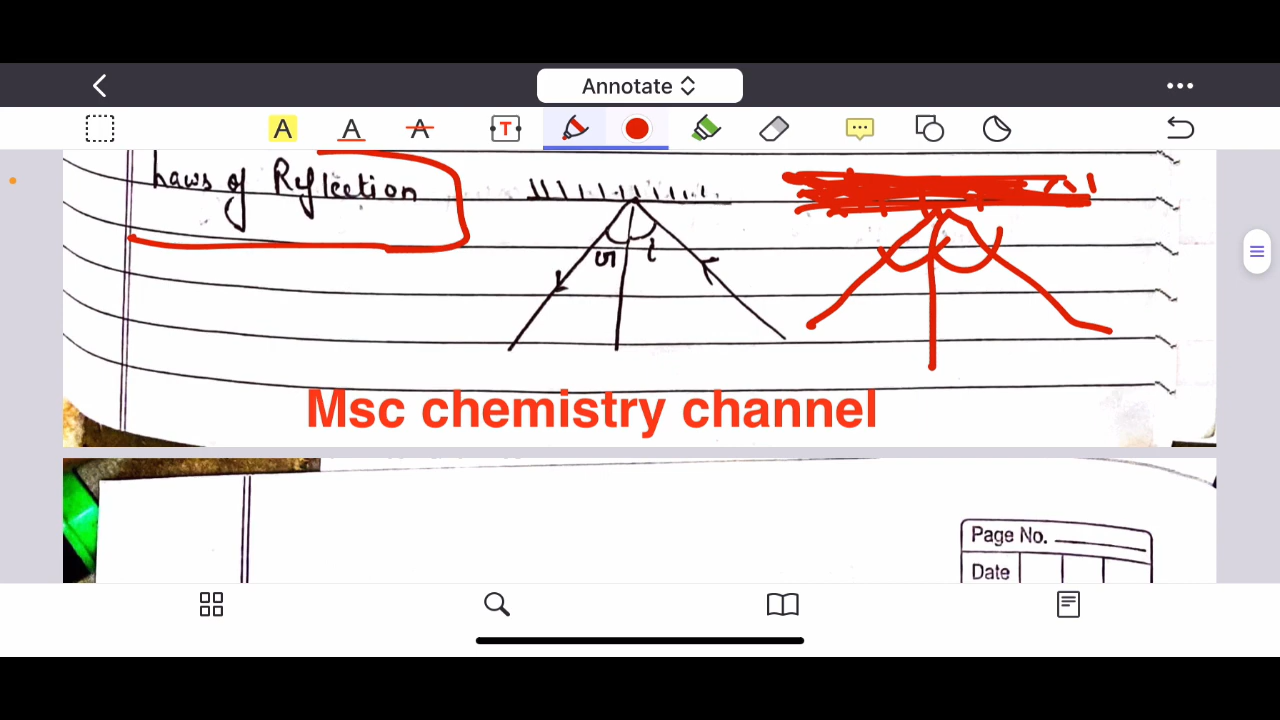 Annotate
A A A T
Laws of Reflection
r i
Msc chemistry channel
Page No.
Date